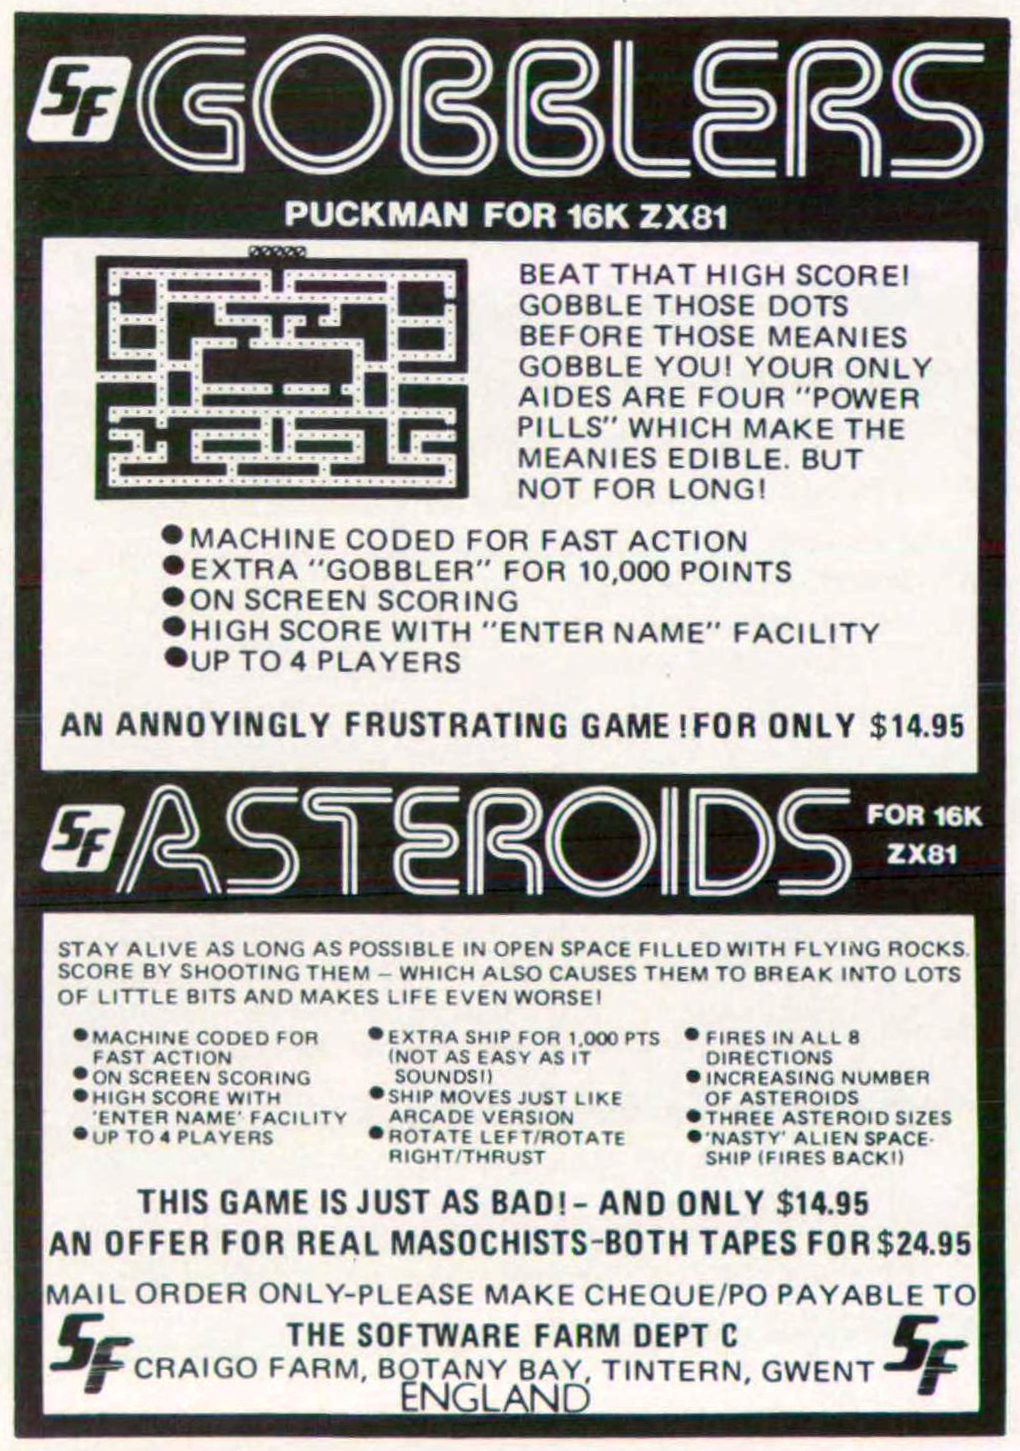 SF GOBBLERS
PUCKMAN FOR 16K ZX81
BEAT THAT HIGH SCORE!
GOBBLE THOSE DOTS
BEFORE THOSE MEANIES
GOBBLE YOU! YOUR ONLY
AIDES ARE FOUR "POWER
PILLS" WHICH MAKE THE
MEANIES EDIBLE. BUT
NOT FOR LONG!
●MACHINE CODED FOR FAST ACTION
●EXTRA "GOBBLER" FOR 10,000 POINTS
●ON SCREEN SCORING
●HIGH SCORE WITH "ENTER NAME" FACILITY
●UP TO 4 PLAYERS
AN ANNOYINGLY FRUSTRATING GAME!FOR ONLY $14.95
SF ASTEROIDS FOR 16K
ZX81
STAY ALIVE AS LONG AS POSSIBLE IN OPEN SPACE FILLED WITH FLYING ROCKS.
SCORE BY SHOOTING THEM – WHICH ALSO CAUSES THEM TO BREAK INTO LOTS
OF LITTLE BITS AND MAKES LIFE EVEN WORSE!
●MACHINE CODED FOR
FAST ACTION
●ON SCREEN SCORING
●HIGH SCORE WITH
'ENTER NAME' FACILITY
●UP TO 4 PLAYERS
●EXTRA SHIP FOR 1,000 PTS
(NOT AS EASY AS IT
SOUNDS!)
●SHIP MOVES JUST LIKE
ARCADE VERSION
●ROTATE LEFT/ROTATE
RIGHT/THRUST
●FIRES IN ALL 8
DIRECTIONS
●INCREASING NUMBER
OF ASTEROIDS
●THREE ASTEROID SIZES
●'NASTY' ALIEN SPACE-
SHIP (FIRES BACK!)
THIS GAME IS JUST AS BAD!– AND ONLY $14.95
AN OFFER FOR REAL MASOCHISTS-BOTH TAPES FOR $24.95
MAIL ORDER ONLY-PLEASE MAKE CHEQUE/PO PAYABLE TO
SF THE SOFTWARE FARM DEPT C SF
CRAIGO FARM, BOTANY BAY, TINTERN, GWENT
ENGLAND